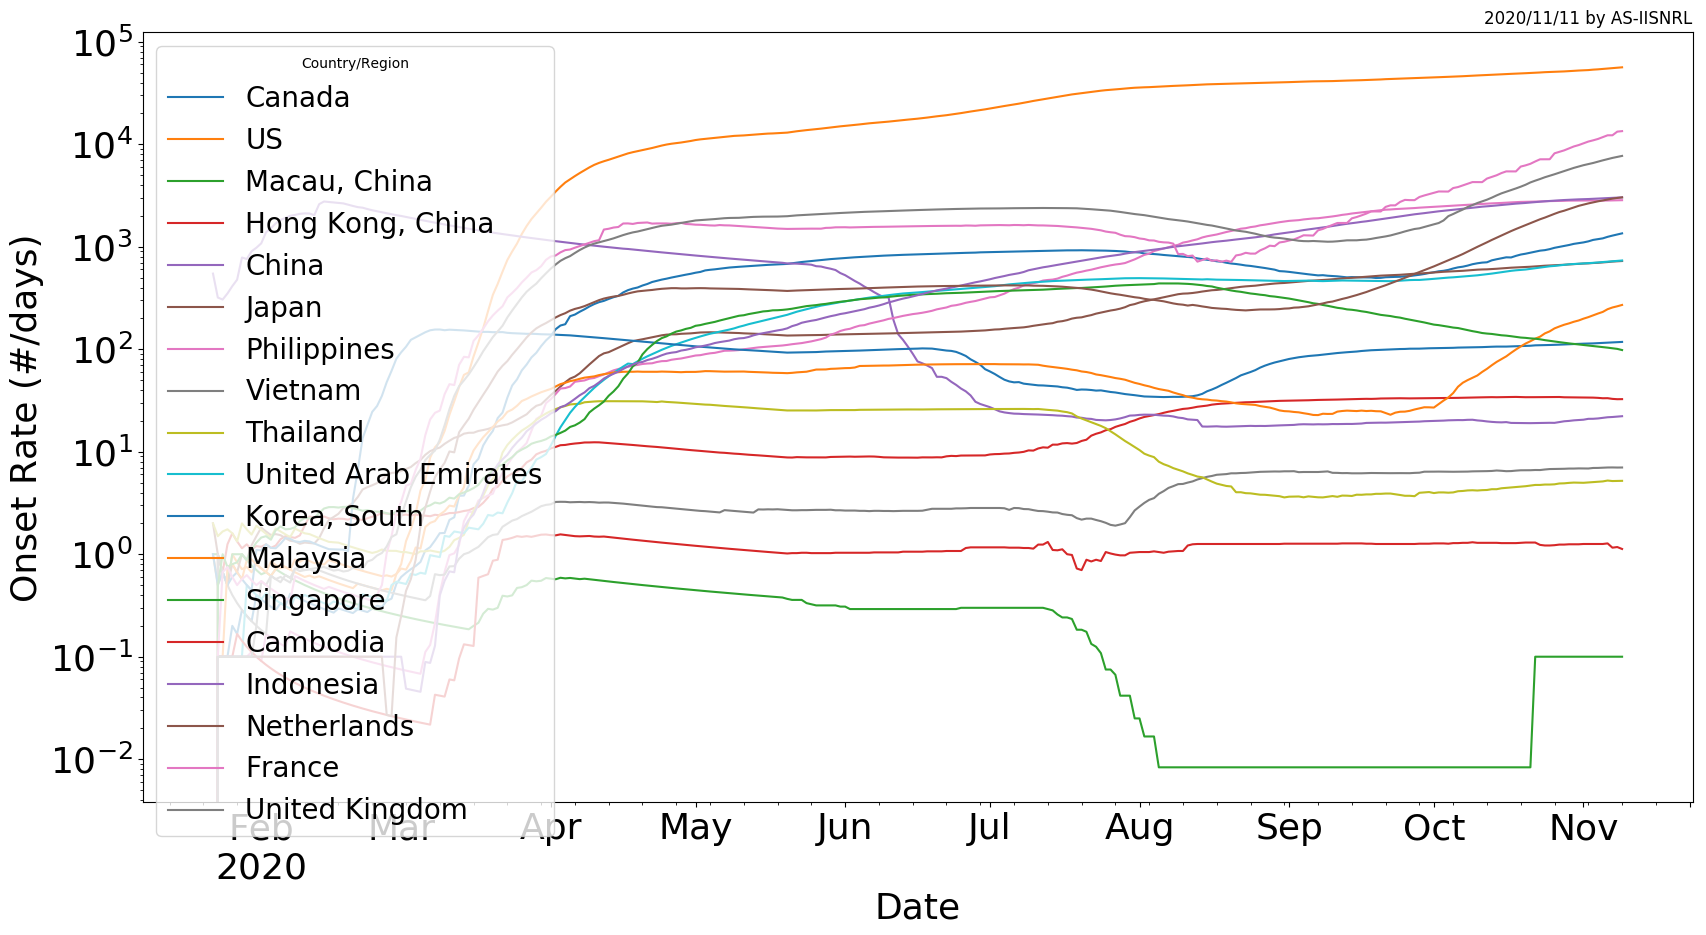 2020/11/11 by AS-IISNRL
10^5
10^4
10^3
10^2
10^1
10^0
10^−1
10^−2
Onset Rate (#/days)
Country/Region
Canada
US
Macau, China
Hong Kong, China
China
Japan
Philippines
Vietnam
Thailand
United Arab Emirates
Korea, South
Malaysia
Singapore
Cambodia
Indonesia
Netherlands
France
United Kingdom
Feb Mar Apr May Jun Jul Aug Sep Oct Nov
2020
Date